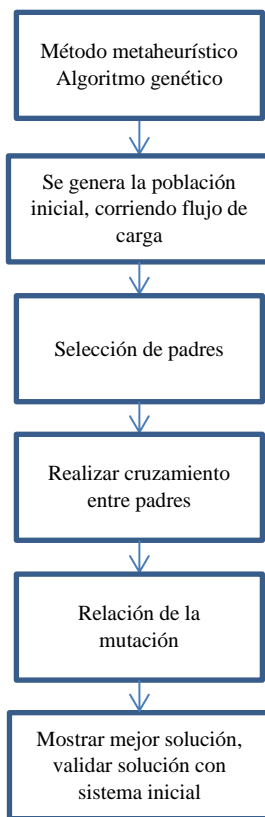 Método metaheurístico
Algoritmo genético
Se genera la población
inicial, corriendo flujo de
carga
Selección de padres
Realizar cruzamiento
entre padres
Relación de la
mutación
Mostrar mejor solución,
validar solución con
sistema inicial